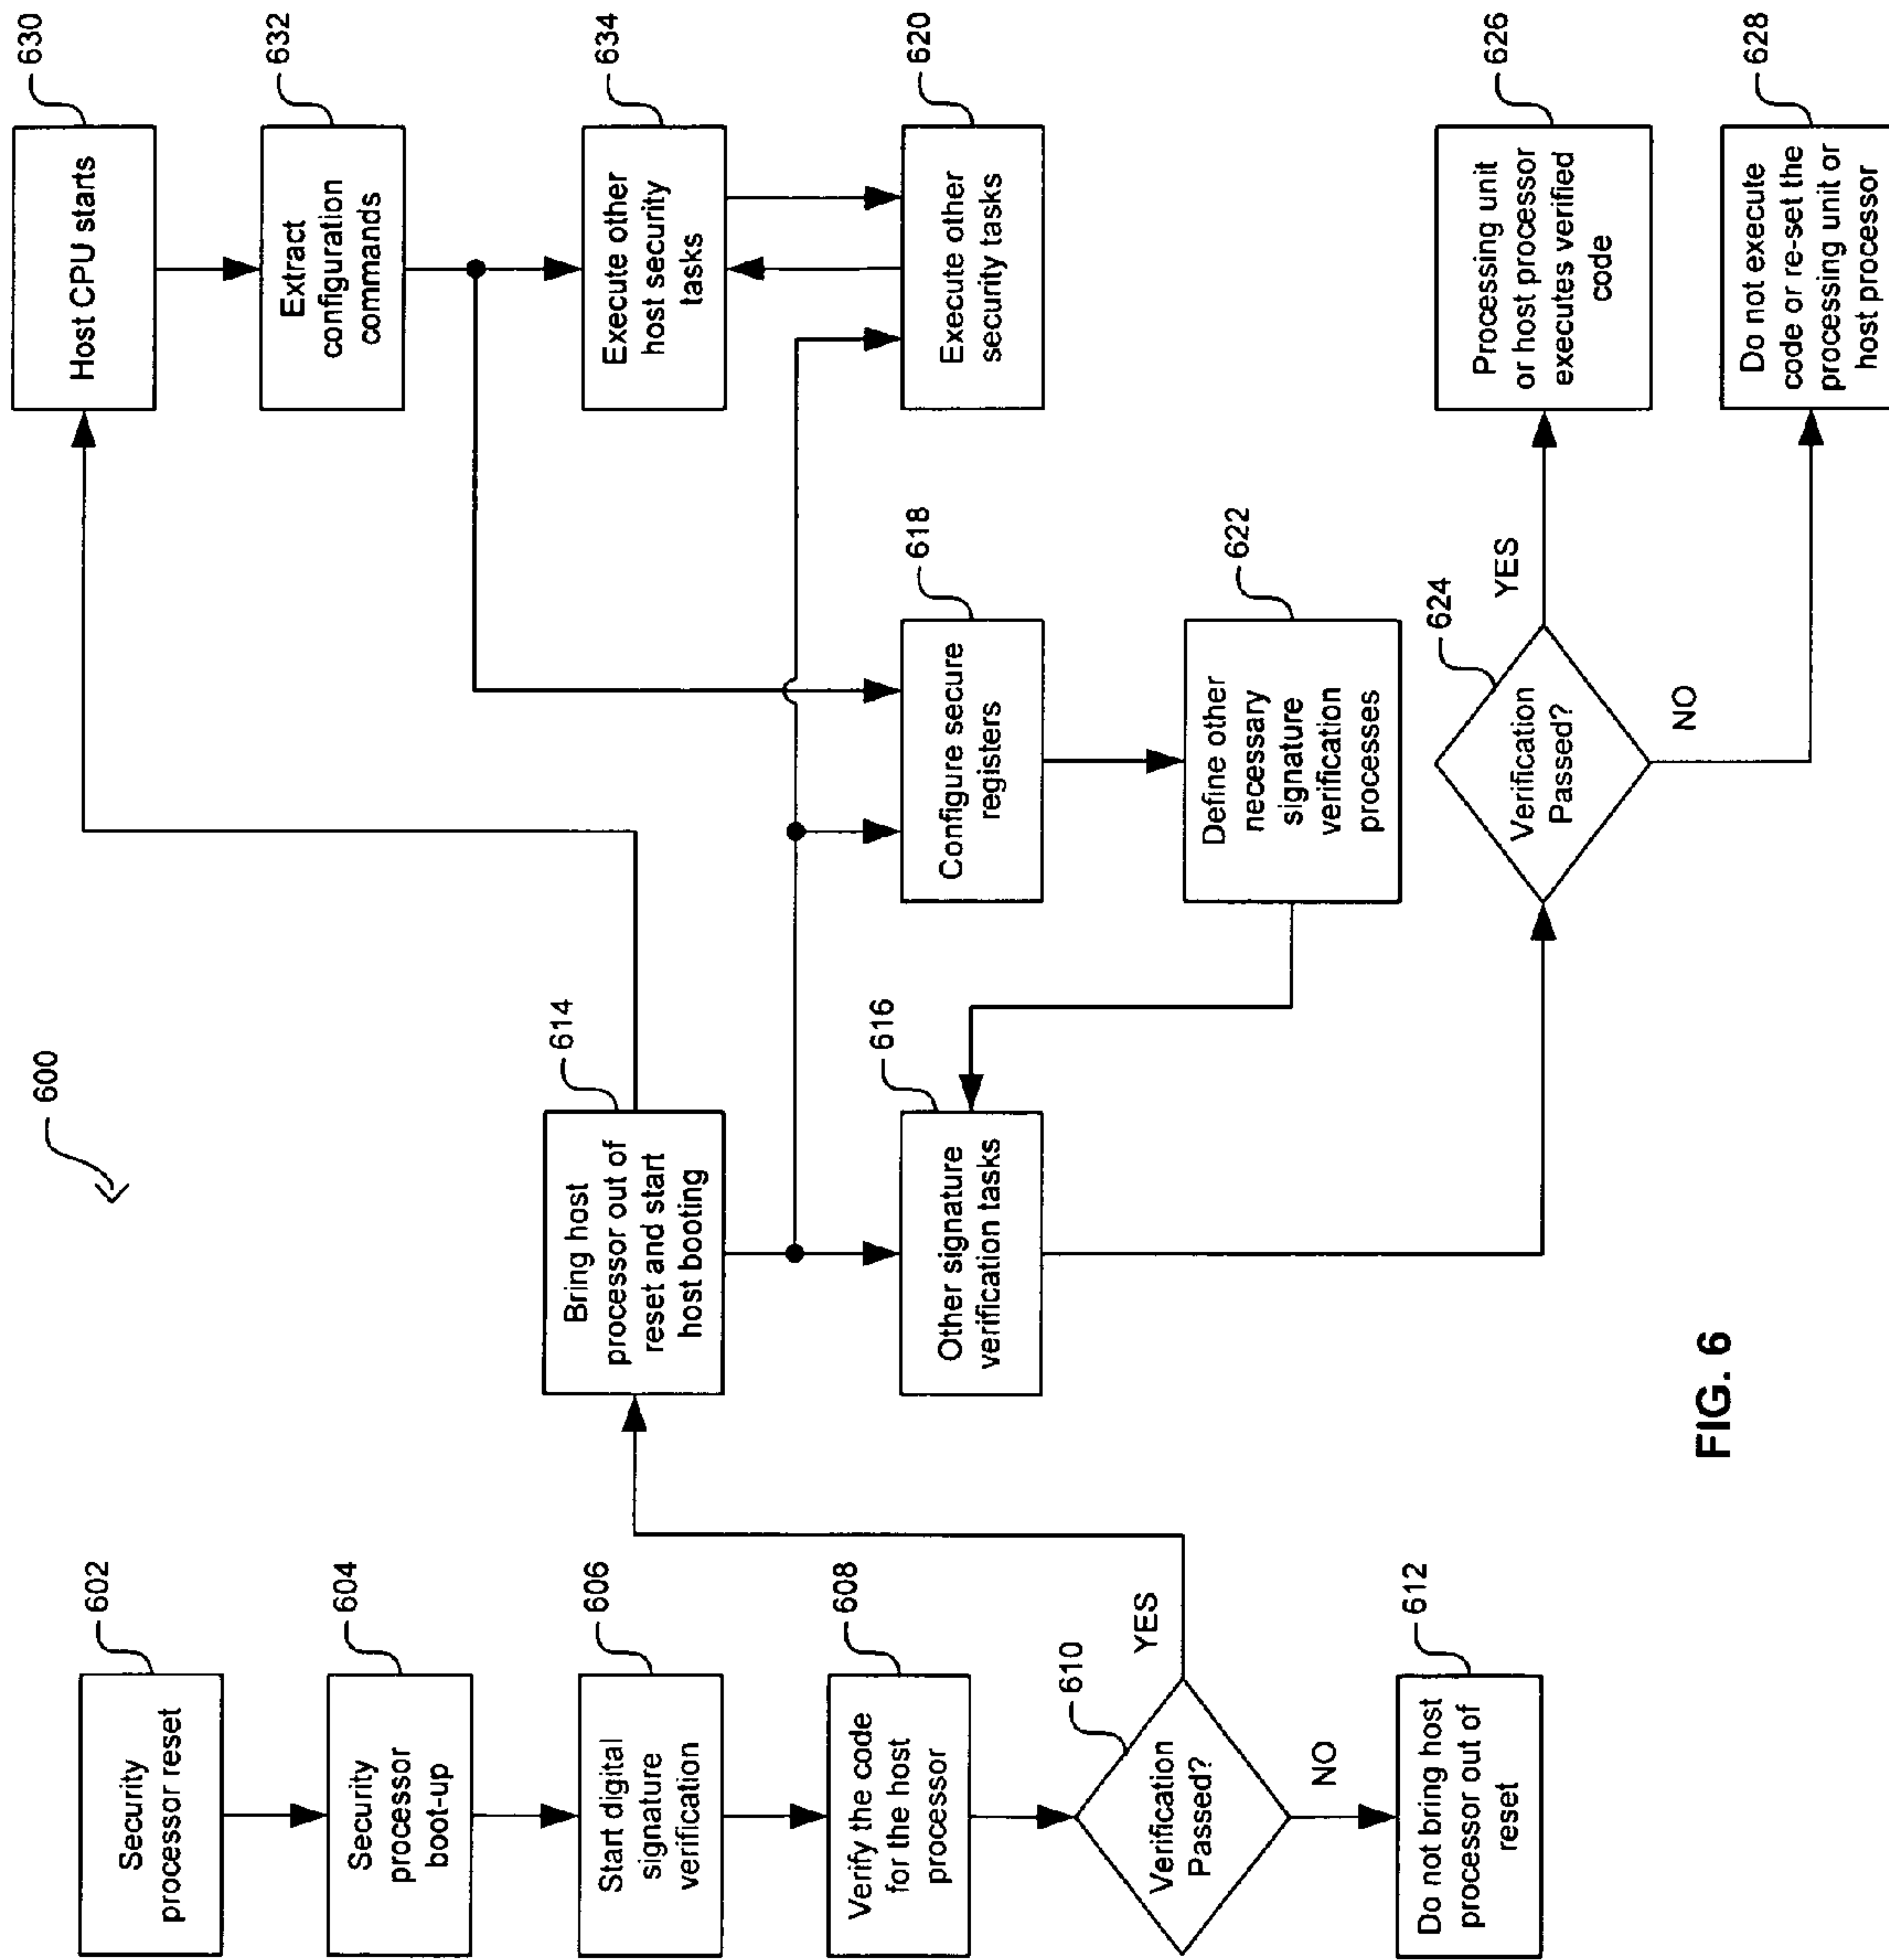 600
602
Security
processor reset
604
Security
processor
boot-up
606
Start digital
signature
verification
608
Verify the code
for the host
processor
610
Verification
Passed?
YES
NO
612
Do not bring host
processor out of
reset
614
Bring host
processor out of
reset and start
host booting
616
Other signature
verification tasks
618
Configure secure
registers
622
Define other
necessary
signature
verification
processes
624
Verification
Passed?
YES
NO
630
Host CPU starts
632
Extract
configuration
commands
634
Execute other
host security
tasks
620
Execute other
security tasks
626
Processing unit
or host processor
executes verified
code
628
Do not execute
code or re-set the
processing unit or
host processor
FIG. 6